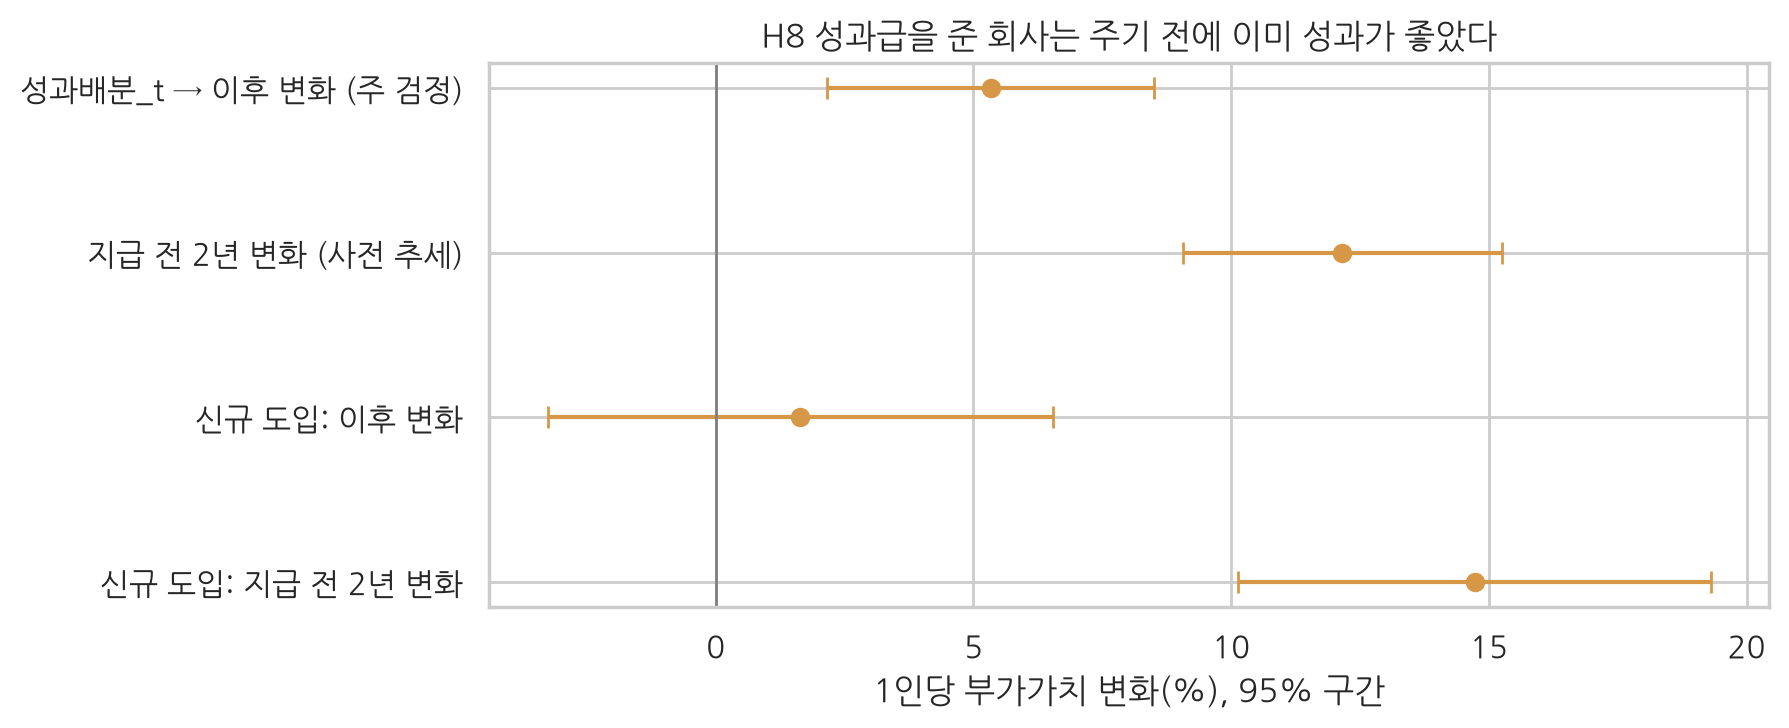 H8 성과급을 준 회사는 주기 전에 이미 성과가 좋았다
성과배분_t → 이후 변화 (주 검정)
지급 전 2년 변화 (사전 추세)
신규 도입: 이후 변화
신규 도입: 지급 전 2년 변화
0 5 10 15 20
1인당 부가가치 변화(%), 95% 구간